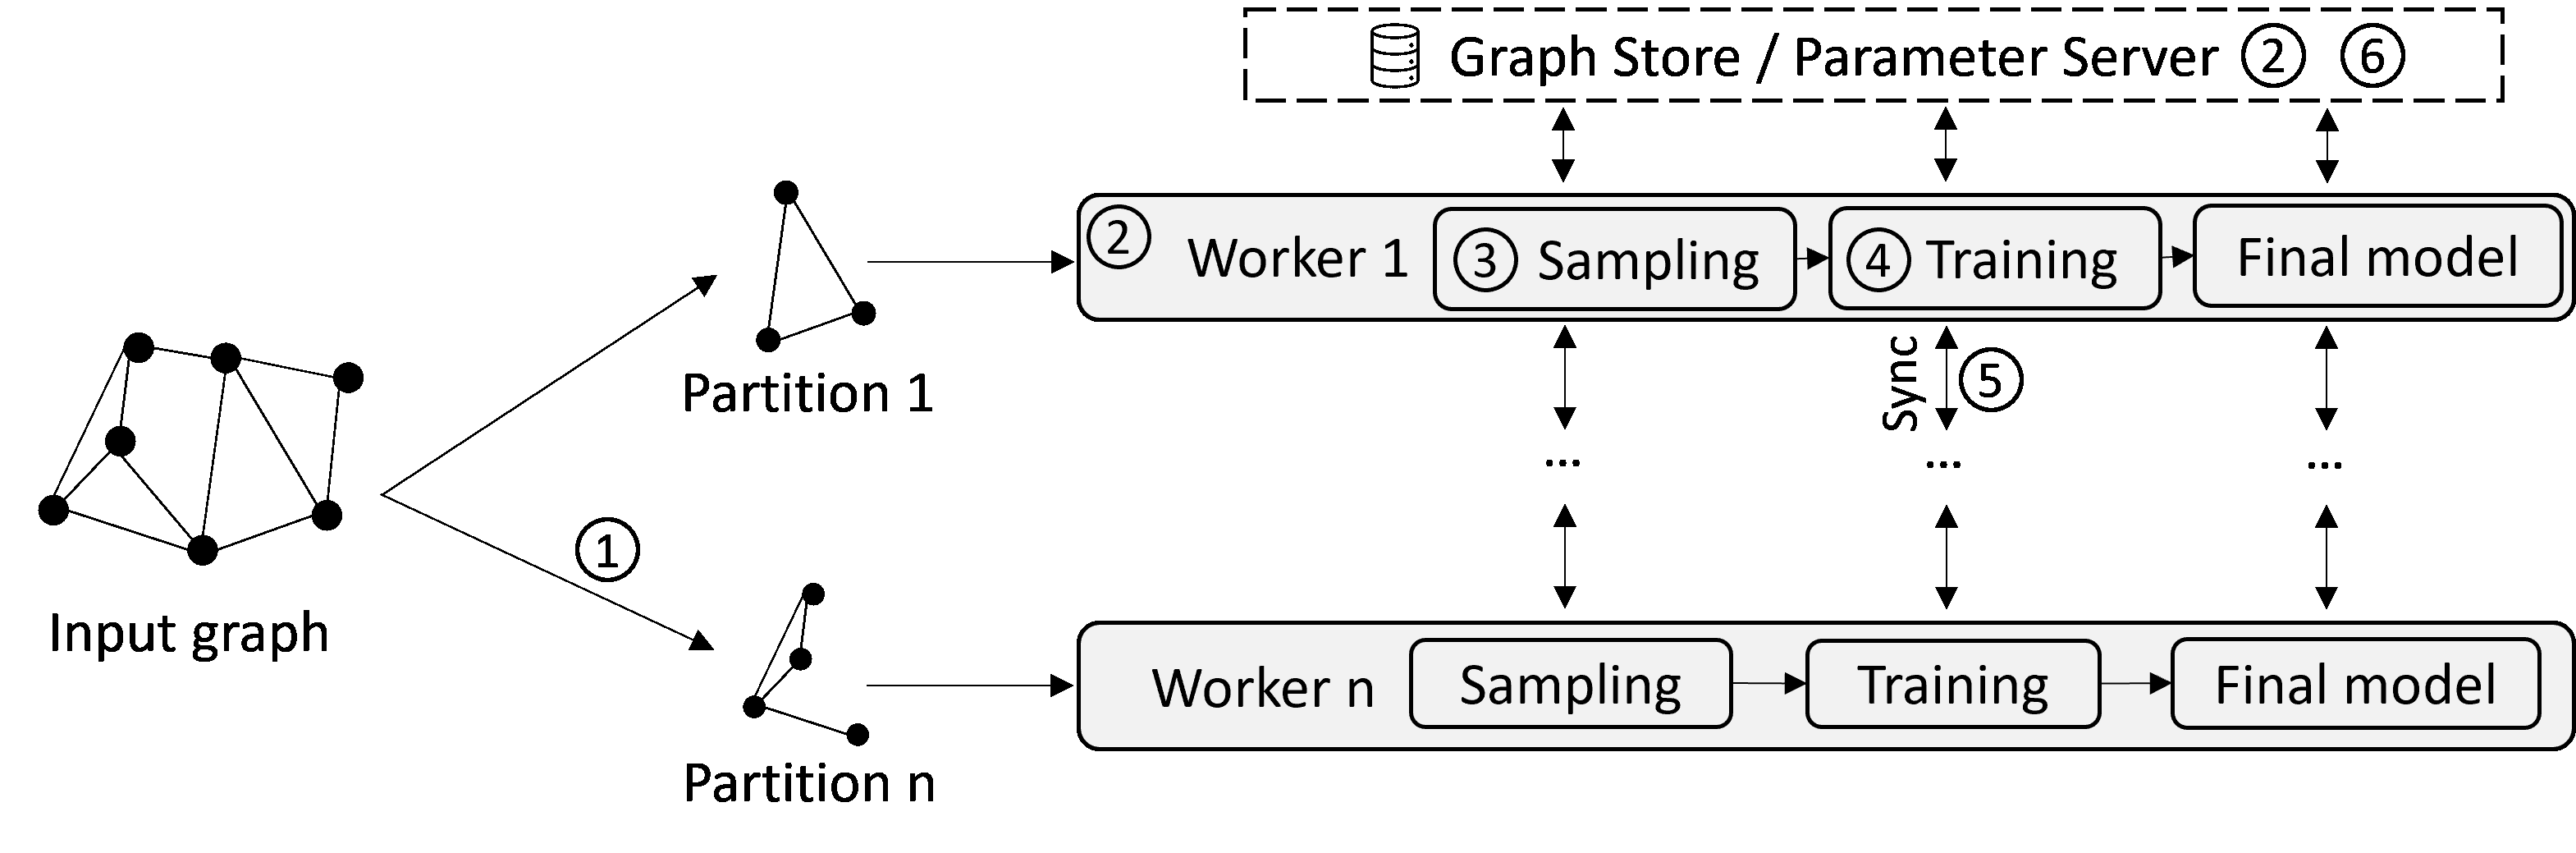 Graph Store / Parameter Server ② ⑥
② Worker 1 ③ Sampling ④ Training Final model
Partition 1
Sync ⑤
... ... ...
①
Input graph
Worker n Sampling Training Final model
Partition n